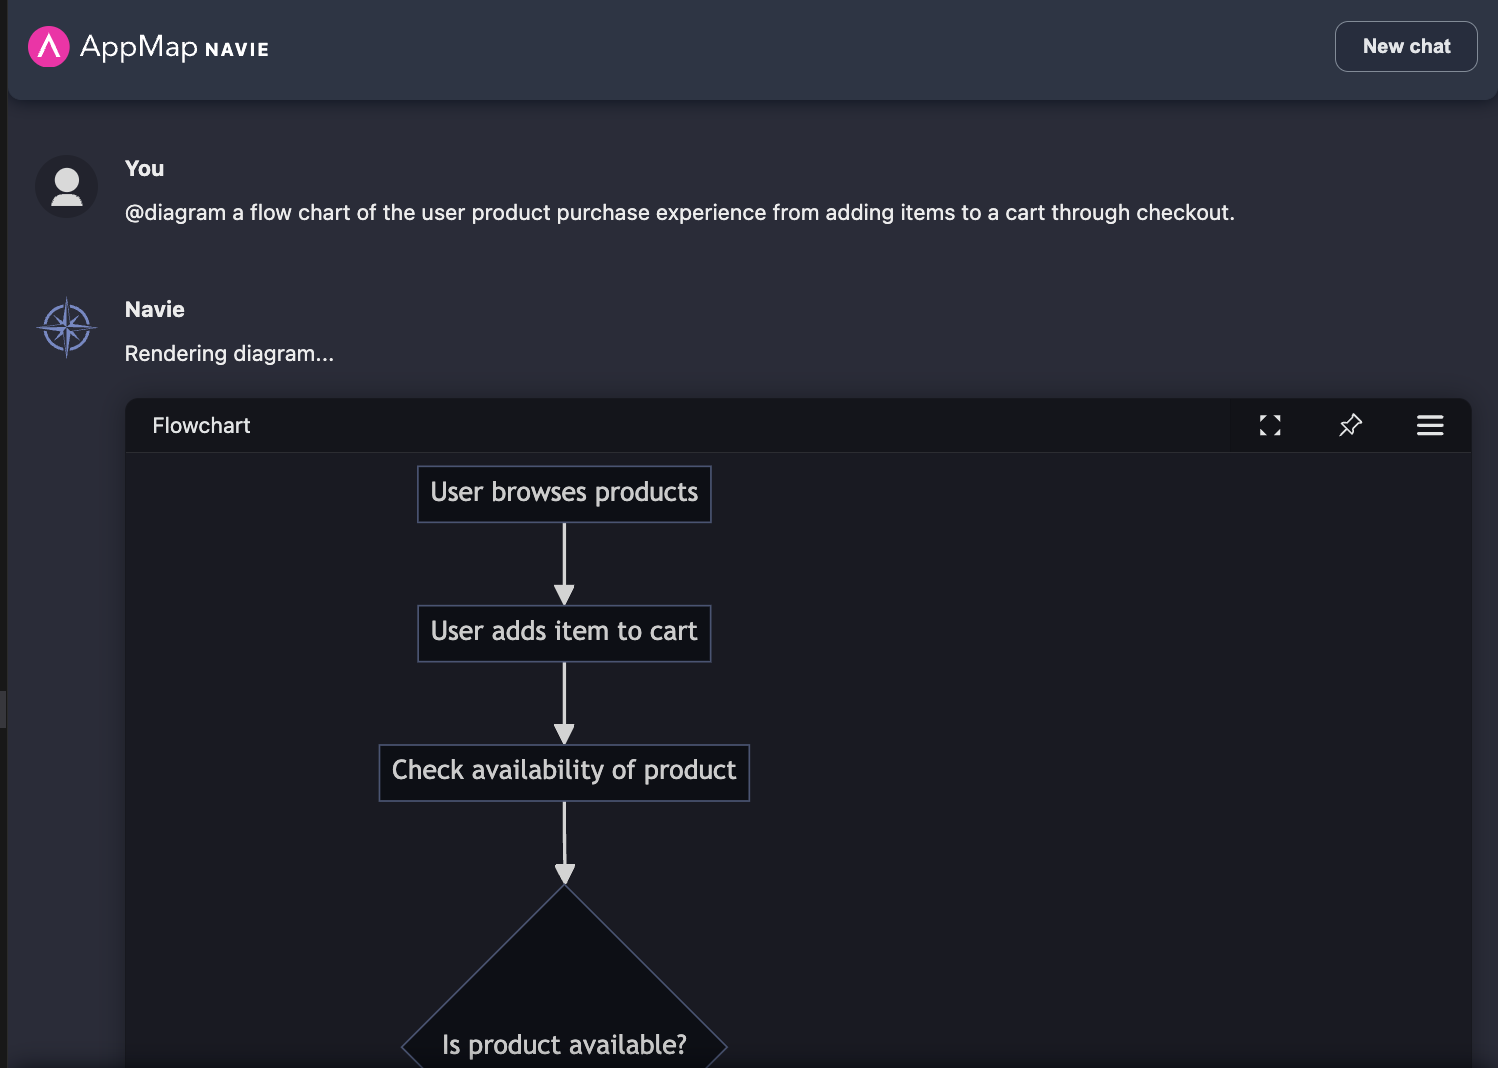 AppMap NAVIE
New chat
You
@diagram a flow chart of the user product purchase experience from adding items to a cart through checkout.
Navie
Rendering diagram...
Flowchart
User browses products
User adds item to cart
Check availability of product
Is product available?